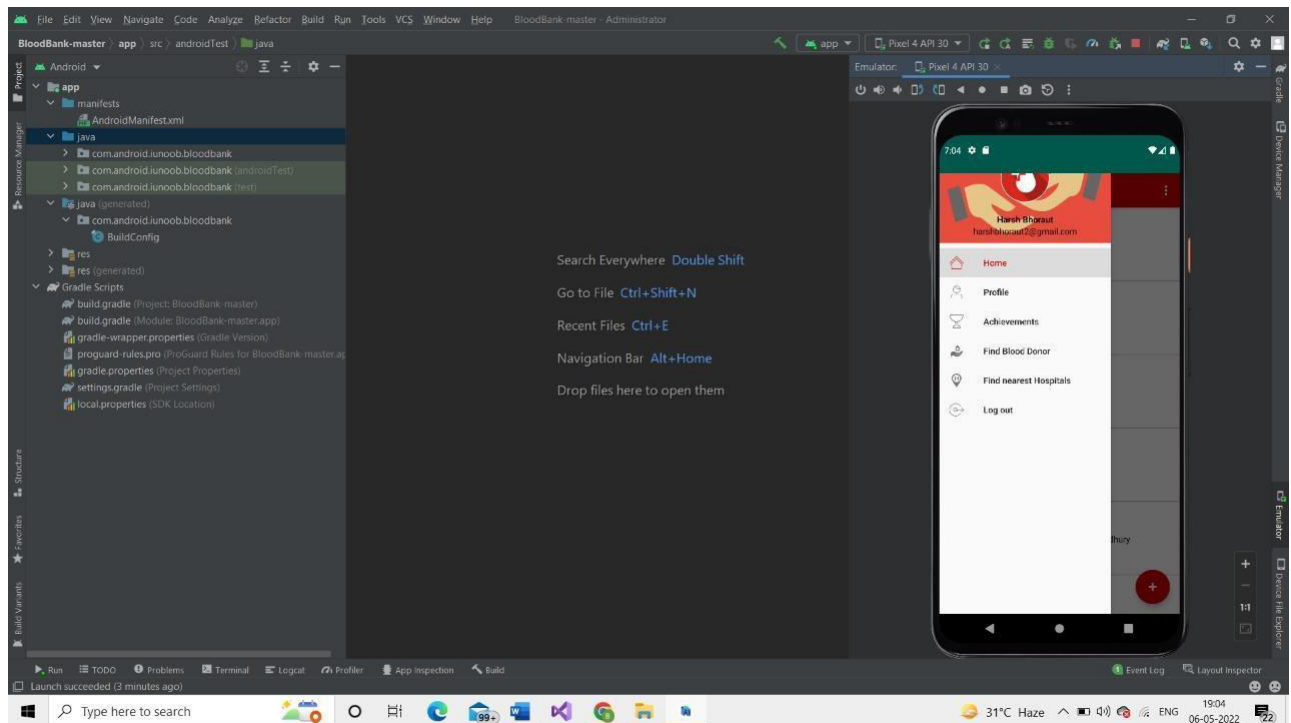 File Edit View Navigate Code Analyze Refactor Build Run Tools VCS Window Help BloodBank-master - Administrator
BloodBank-master app src androidTest java
app Pixel 4 API 30
Project
Resource Manager
Structure
Favorites
Build Variants
Android
app
manifests
AndroidManifest.xml
java
com.android.iunoob.bloodbank
com.android.iunoob.bloodbank (androidTest)
com.android.iunoob.bloodbank (test)
java (generated)
com.android.iunoob.bloodbank
BuildConfig
res
res (generated)
Gradle Scripts
build.gradle (Project: BloodBank-master)
build.gradle (Module: BloodBank-master.app)
gradle-wrapper.properties (Gradle Version)
proguard-rules.pro (ProGuard Rules for BloodBank-master.ap
gradle.properties (Project Properties)
settings.gradle (Project Settings)
local.properties (SDK Location)
Search Everywhere Double Shift
Go to File Ctrl+Shift+N
Recent Files Ctrl+E
Navigation Bar Alt+Home
Drop files here to open them
Emulator: Pixel 4 API 30
7:04
Harsh Bhoraut
harshbhoraut2@gmail.com
Home
Profile
Achievements
Find Blood Donor
Find nearest Hospitals
Log out
dhury
+
+
1:1
Gradle
Device Manager
Emulator
Device File Explorer
Run TODO Problems Terminal Logcat Profiler App Inspection Build
1 Event Log Layout Inspector
Launch succeeded (3 minutes ago)
Type here to search
99+
31°C Haze ENG
19:04
06-05-2022
22